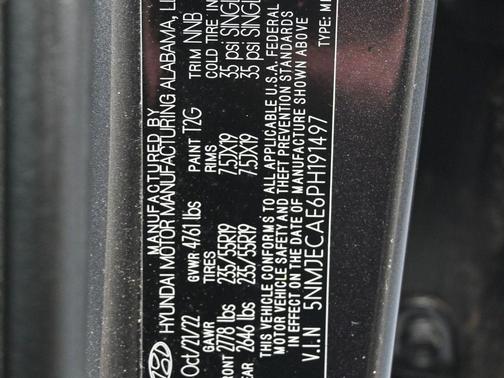 MANUFACTURED BY
HYUNDAI MOTOR MANUFACTURING ALABAMA,
Oct/21/22 GVWR 4761 lbs PAINT T2G TRIM NNB
GAWR TIRES RIMS COLD TIRE
2778 lbs 235/55R19 7.5JX19 35 psi
2646 lbs 235/55R19 7.5JX19 35 psi
THIS VEHICLE CONFORMS TO ALL APPLICABLE U.S.A. FEDERAL
MOTOR VEHICLE SAFETY AND THEFT PREVENTION STANDARDS
IN EFFECT ON THE DATE OF MANUFACTURE SHOWN ABOVE
V.I.N 5NMJECAE6PH191497 TYPE: